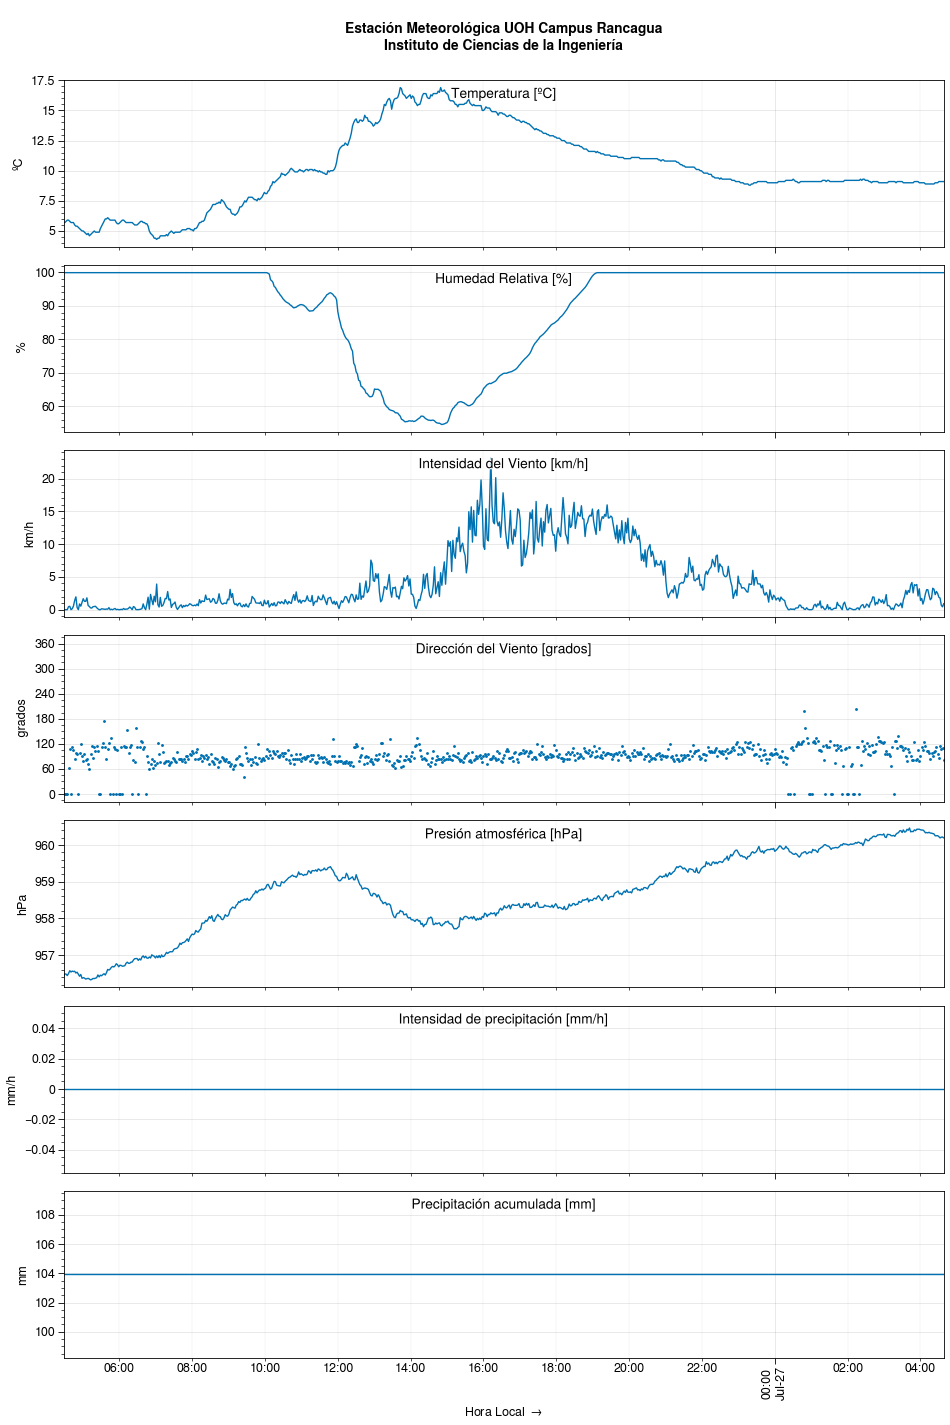 Estación Meteorológica UOH Campus Rancagua
Instituto de Ciencias de la Ingeniería
Temperatura [ºC]
17.5
15
12.5
10
7.5
5
ºC
Humedad Relativa [%]
100
90
80
70
60
%
Intensidad del Viento [km/h]
20
15
10
5
0
km/h
Dirección del Viento [grados]
360
300
240
180
120
60
0
grados
Presión atmosférica [hPa]
960
959
958
957
hPa
Intensidad de precipitación [mm/h]
0.04
0.02
0
−0.02
−0.04
mm/h
Precipitación acumulada [mm]
108
106
104
102
100
mm
06:00 08:00 10:00 12:00 14:00 16:00 18:00 20:00 22:00 00:00 02:00 04:00
Jul-27
Hora Local →